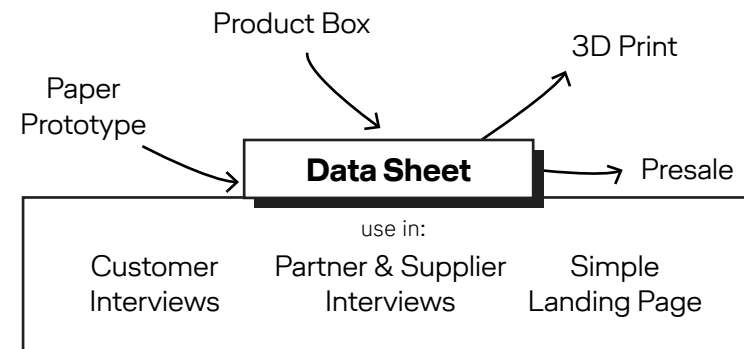 Product Box
3D Print
Paper
Prototype
Data Sheet
Presale
use in:
Customer
Interviews
Partner & Supplier
Interviews
Simple
Landing Page